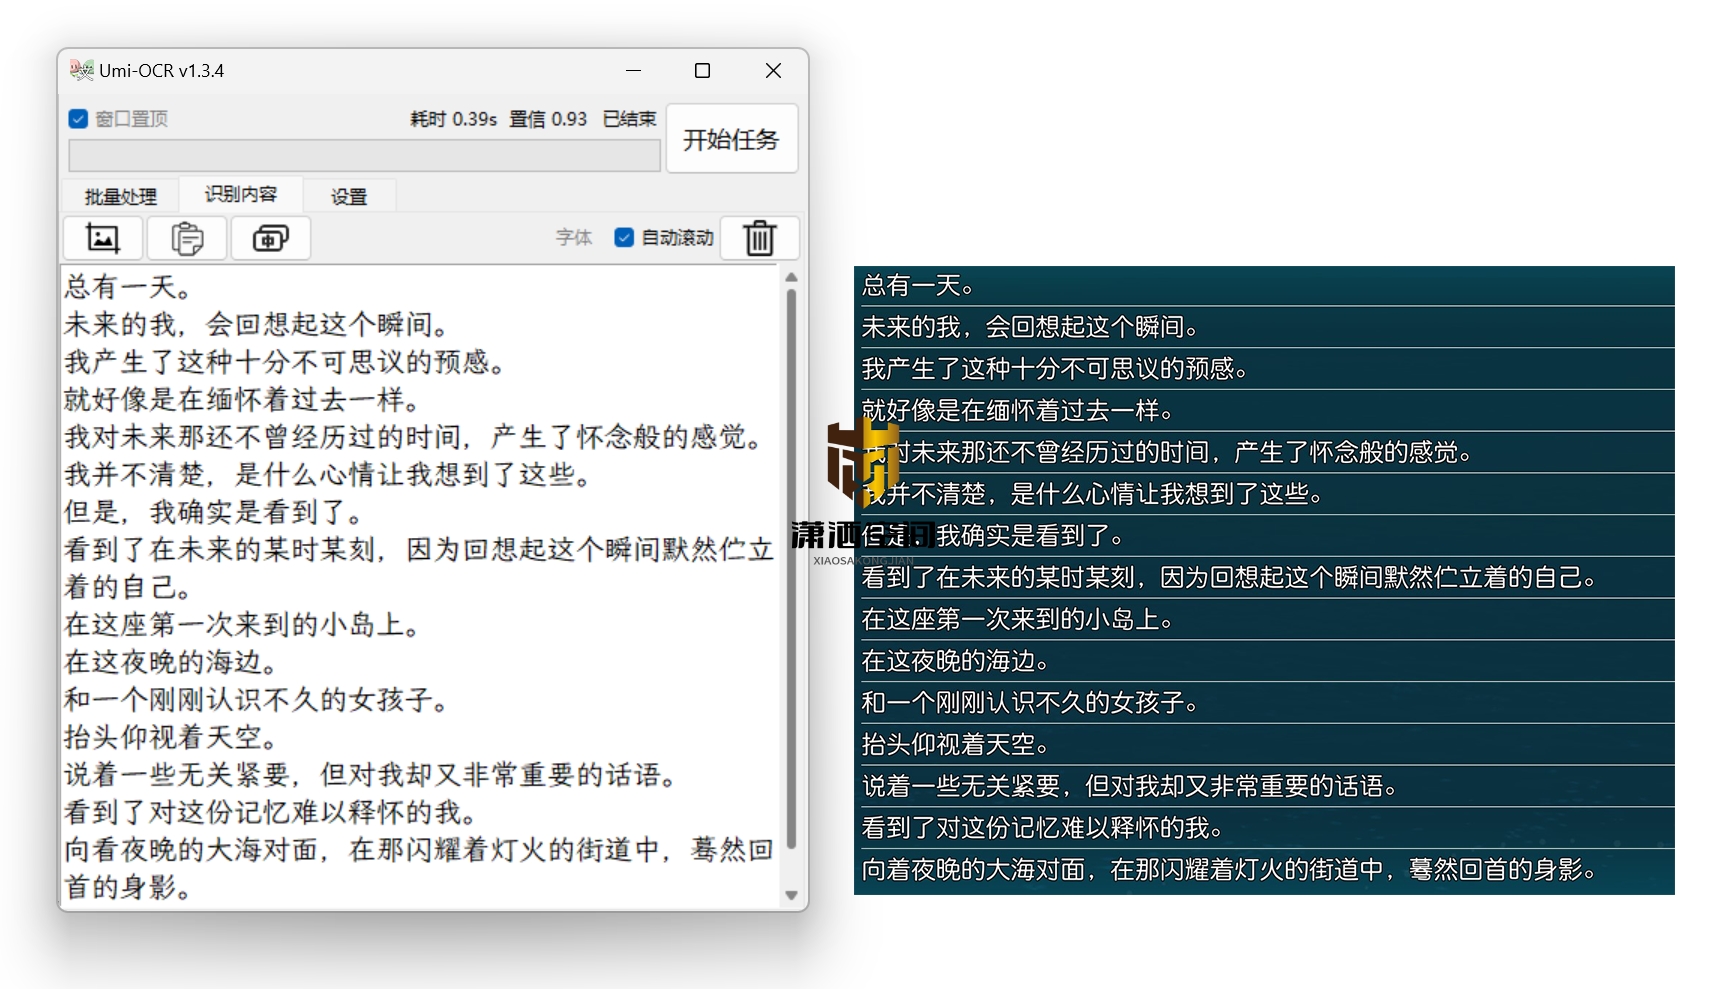 Umi-OCR v1.3.4
窗口置顶 耗时 0.39s 置信 0.93 已结束
开始任务
批量处理 识别内容 设置
字体 自动滚动
总有一天。
未来的我，会回想起这个瞬间。
我产生了这种十分不可思议的预感。
就好像是在缅怀着过去一样。
我对未来那还不曾经历过的时间，产生了怀念般的感觉。
我并不清楚，是什么心情让我想到了这些。
但是，我确实是看到了。
看到了在未来的某时某刻，因为回想起这个瞬间默然伫立
着的自己。
在这座第一次来到的小岛上。
在这夜晚的海边。
和一个刚刚认识不久的女孩子。
抬头仰视着天空。
说着一些无关紧要，但对我却又非常重要的话语。
看到了对这份记忆难以释怀的我。
向看夜晚的大海对面，在那闪耀着灯火的街道中，蓦然回
首的身影。
总有一天。
未来的我，会回想起这个瞬间。
我产生了这种十分不可思议的预感。
就好像是在缅怀着过去一样。
我对未来那还不曾经历过的时间，产生了怀念般的感觉。
我并不清楚，是什么心情让我想到了这些。
但是，我确实是看到了。
看到了在未来的某时某刻，因为回想起这个瞬间默然伫立着的自己。
在这座第一次来到的小岛上。
在这夜晚的海边。
和一个刚刚认识不久的女孩子。
抬头仰视着天空。
说着一些无关紧要，但对我却又非常重要的话语。
看到了对这份记忆难以释怀的我。
向着夜晚的大海对面，在那闪耀着灯火的街道中，蓦然回首的身影。
潇洒空间
XIAOSAKONGJIAN